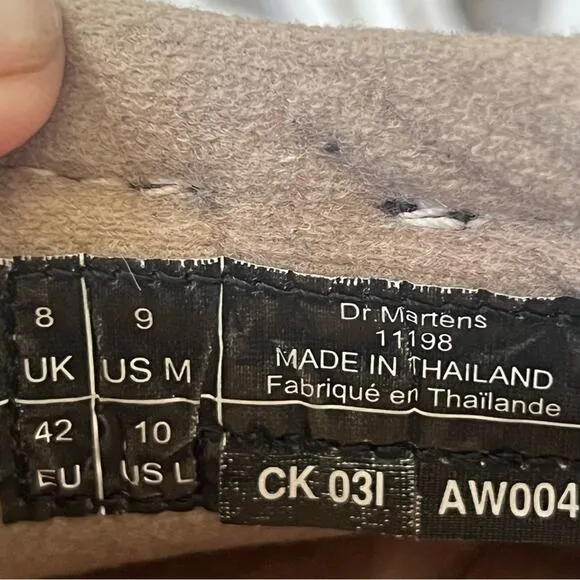 8 UK
9 US M
42 EU
10 US L
Dr. Martens
11198
MADE IN THAILAND
Fabriqué en Thaïlande
CK 03I
AW004